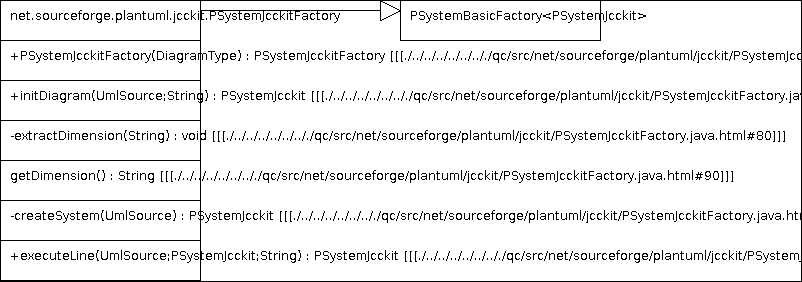 net.sourceforge.plantuml.jcckit.PSystemJcckitFactory
PSystemBasicFactory<PSystemJcckit>
+PSystemJcckitFactory(DiagramType) : PSystemJcckitFactory [[[./../../../../../../../qc/src/net/sourceforge/plantuml/jcckit/PSystemJcc
+initDiagram(UmlSource;String) : PSystemJcckit [[[./../../../../../../../qc/src/net/sourceforge/plantuml/jcckit/PSystemJcckitFactory.jav
-extractDimension(String) : void [[[./../../../../../../../qc/src/net/sourceforge/plantuml/jcckit/PSystemJcckitFactory.java.html#80]]]
getDimension() : String [[[./../../../../../../../qc/src/net/sourceforge/plantuml/jcckit/PSystemJcckitFactory.java.html#90]]]
-createSystem(UmlSource) : PSystemJcckit [[[./../../../../../../../qc/src/net/sourceforge/plantuml/jcckit/PSystemJcckitFactory.java.ht
+executeLine(UmlSource;PSystemJcckit;String) : PSystemJcckit [[[./../../../../../../../qc/src/net/sourceforge/plantuml/jcckit/PSystemJ